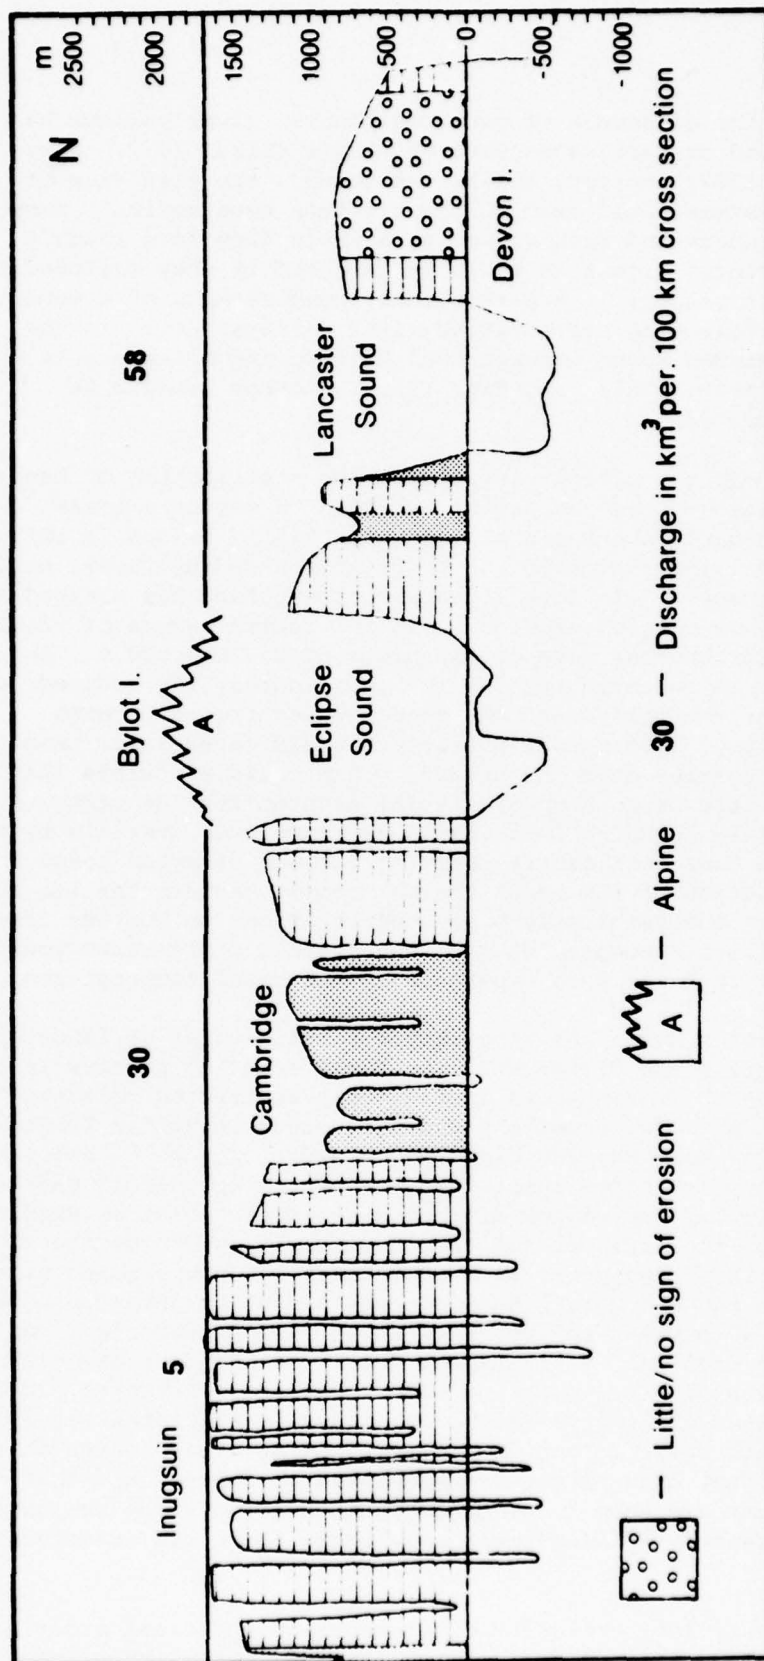 m
2500
2000
1500
1000
500
0
-500
-1000
N
Inugsuin
5
30
Cambridge
Bylot I.
A
Eclipse
Sound
58
Lancaster
Sound
Devon I.
— Little/no sign of erosion
A
— Alpine
30 — Discharge in km³ per. 100 km cross section